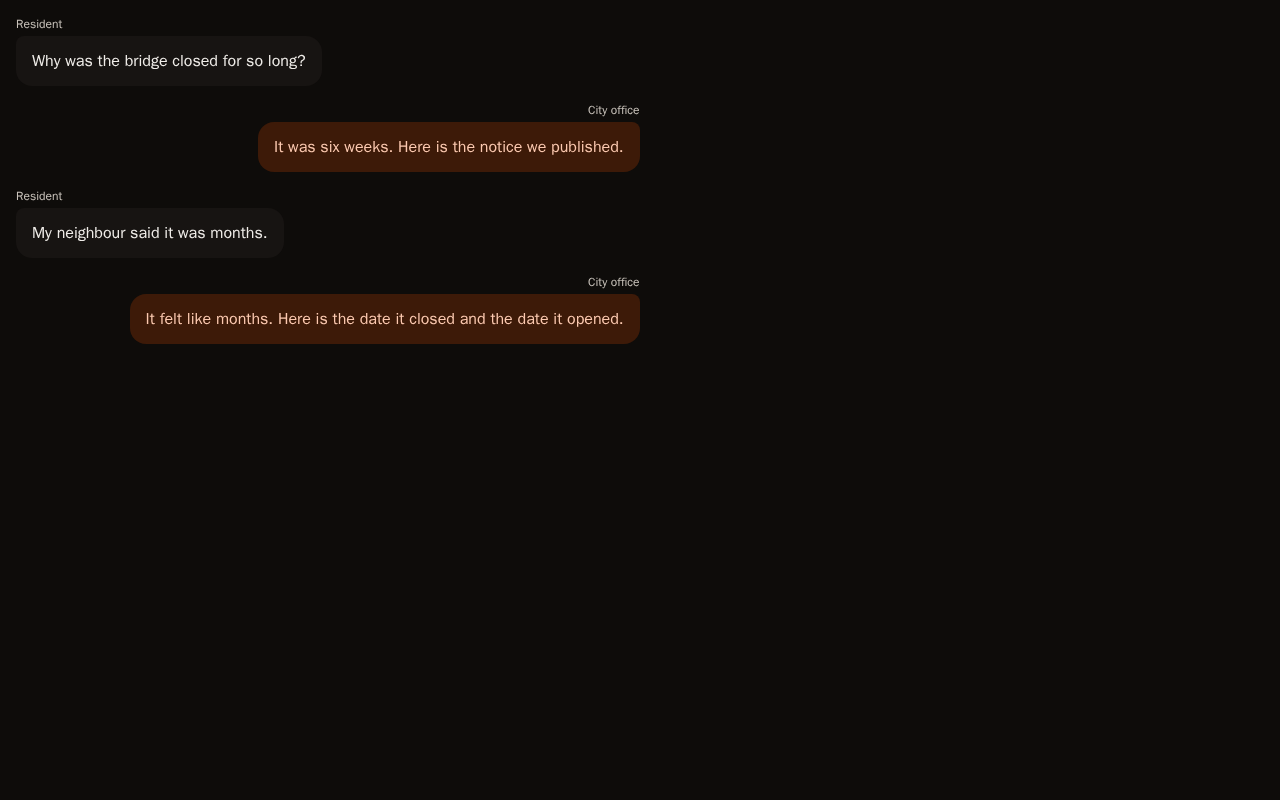 Resident
Why was the bridge closed for so long?
City office
It was six weeks. Here is the notice we published.
Resident
My neighbour said it was months.
City office
It felt like months. Here is the date it closed and the date it opened.